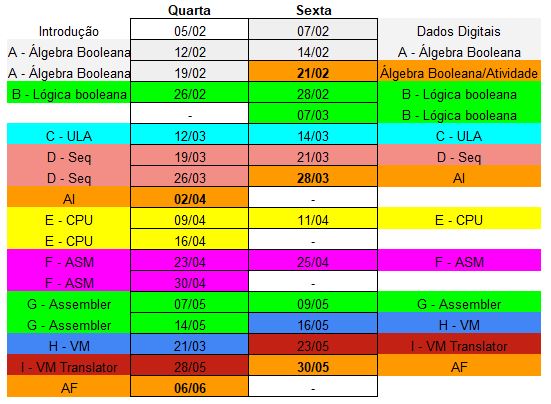 Quarta Sexta
Introdução 05/02 07/02 Dados Digitais
A - Álgebra Booleana 12/02 14/02 A - Álgebra Booleana
A - Álgebra Booleana 19/02 21/02 Álgebra Booleana/Atividade
B - Lógica booleana 26/02 28/02 B - Lógica booleana
- 07/03 B - Lógica booleana
C - ULA 12/03 14/03 C - ULA
D - Seq 19/03 21/03 D - Seq
D - Seq 26/03 28/03 AI
AI 02/04 -
E - CPU 09/04 11/04 E - CPU
E - CPU 16/04 -
F - ASM 23/04 25/04 F - ASM
F - ASM 30/04 -
G - Assembler 07/05 09/05 G - Assembler
G - Assembler 14/05 16/05 H - VM
H - VM 21/03 23/05 I - VM Translator
I - VM Translator 28/05 30/05 AF
AF 06/06 -